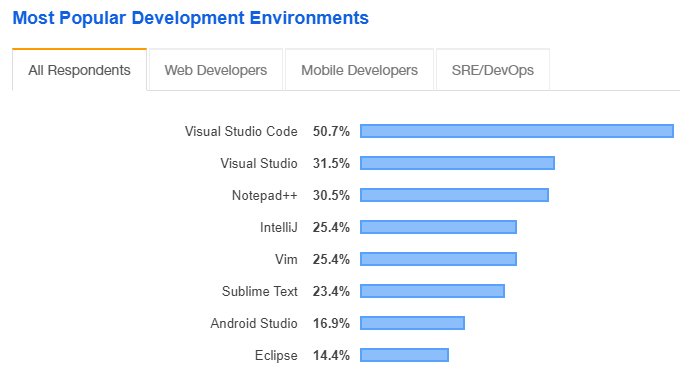 Most Popular Development Environments
All Respondents Web Developers Mobile Developers SRE/DevOps
Visual Studio Code 50.7%
Visual Studio 31.5%
Notepad++ 30.5%
IntelliJ 25.4%
Vim 25.4%
Sublime Text 23.4%
Android Studio 16.9%
Eclipse 14.4%